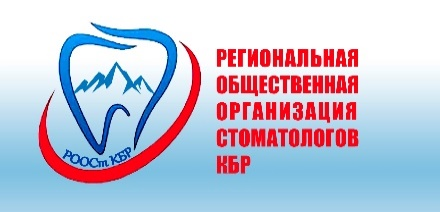 РЕГИОНАЛЬНАЯ
ОБЩЕСТВЕННАЯ
ОРГАНИЗАЦИЯ
СТОМАТОЛОГОВ
КБР
РООСт КБР